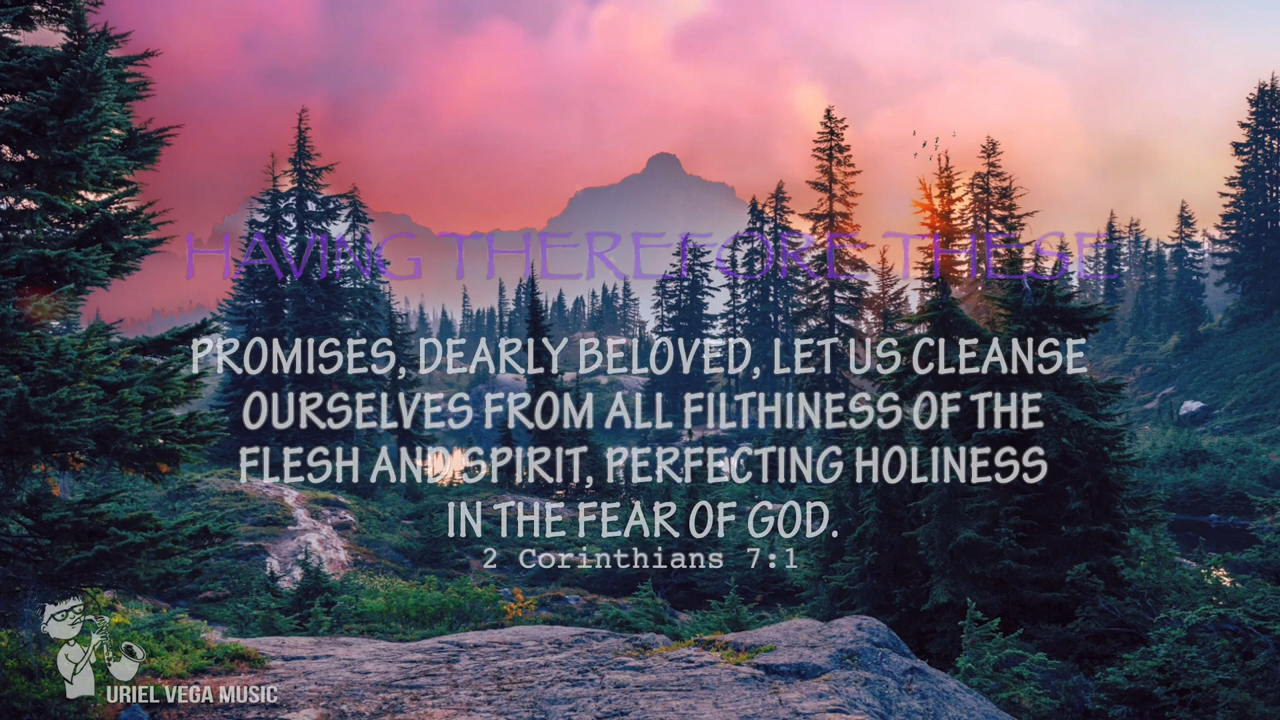 HAVING THEREFORE THESE
PROMISES, DEARLY BELOVED, LET US CLEANSE
OURSELVES FROM ALL FILTHINESS OF THE
FLESH AND SPIRIT, PERFECTING HOLINESS
IN THE FEAR OF GOD.
2 Corinthians 7:1
URIEL VEGA MUSIC